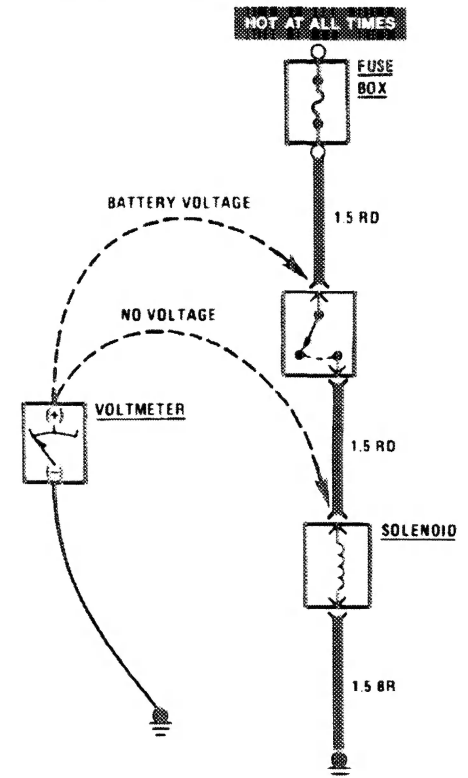 HOT AT ALL TIMES
FUSE
BOX
1.5 RD
BATTERY VOLTAGE
NO VOLTAGE
VOLTMETER
(+)
(−)
1.5 RD
SOLENOID
1.5 BR